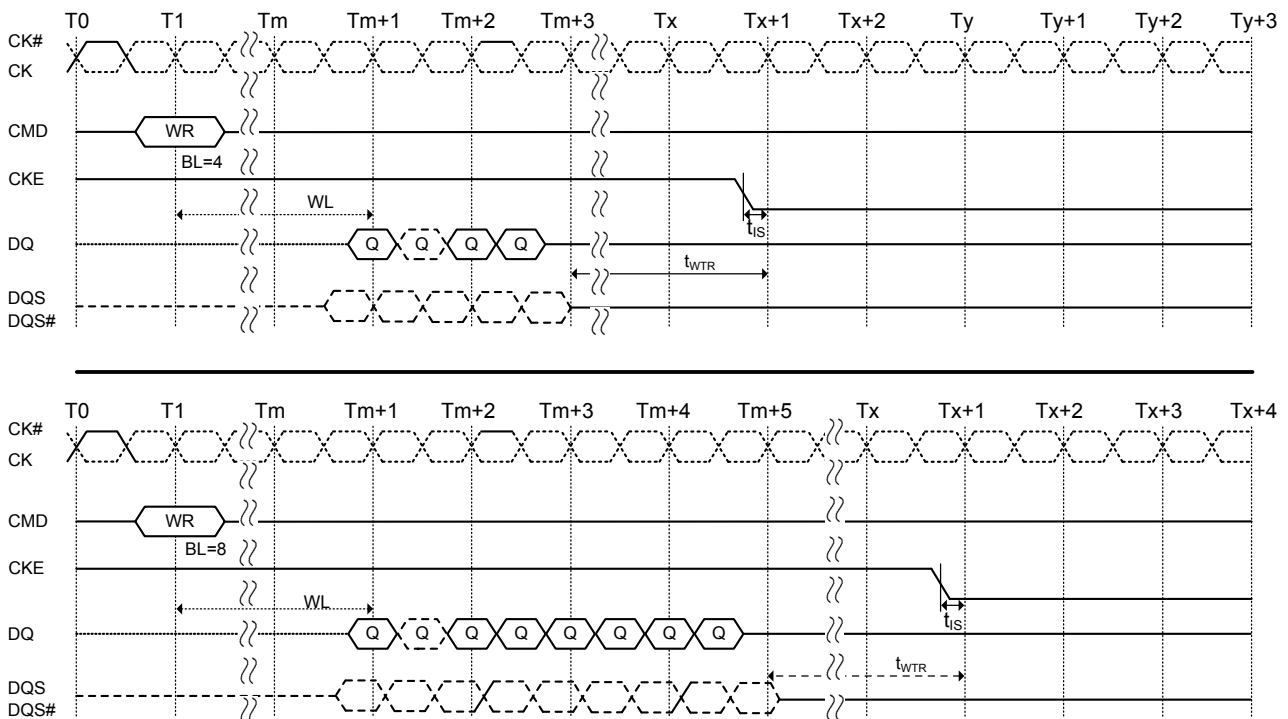 T0 T1 Tm Tm+1 Tm+2 Tm+3 Tx Tx+1 Tx+2 Ty Ty+1 Ty+2 Ty+3
CK#
CK
CMD WR
BL=4
CKE
WL
tIS
DQ Q Q Q Q
tWTR
DQS
DQS#
T0 T1 Tm Tm+1 Tm+2 Tm+3 Tm+4 Tm+5 Tx Tx+1 Tx+2 Tx+3 Tx+4
CK#
CK
CMD WR
BL=8
CKE
WL
tIS
DQ Q Q Q Q Q Q Q Q
tWTR
DQS
DQS#